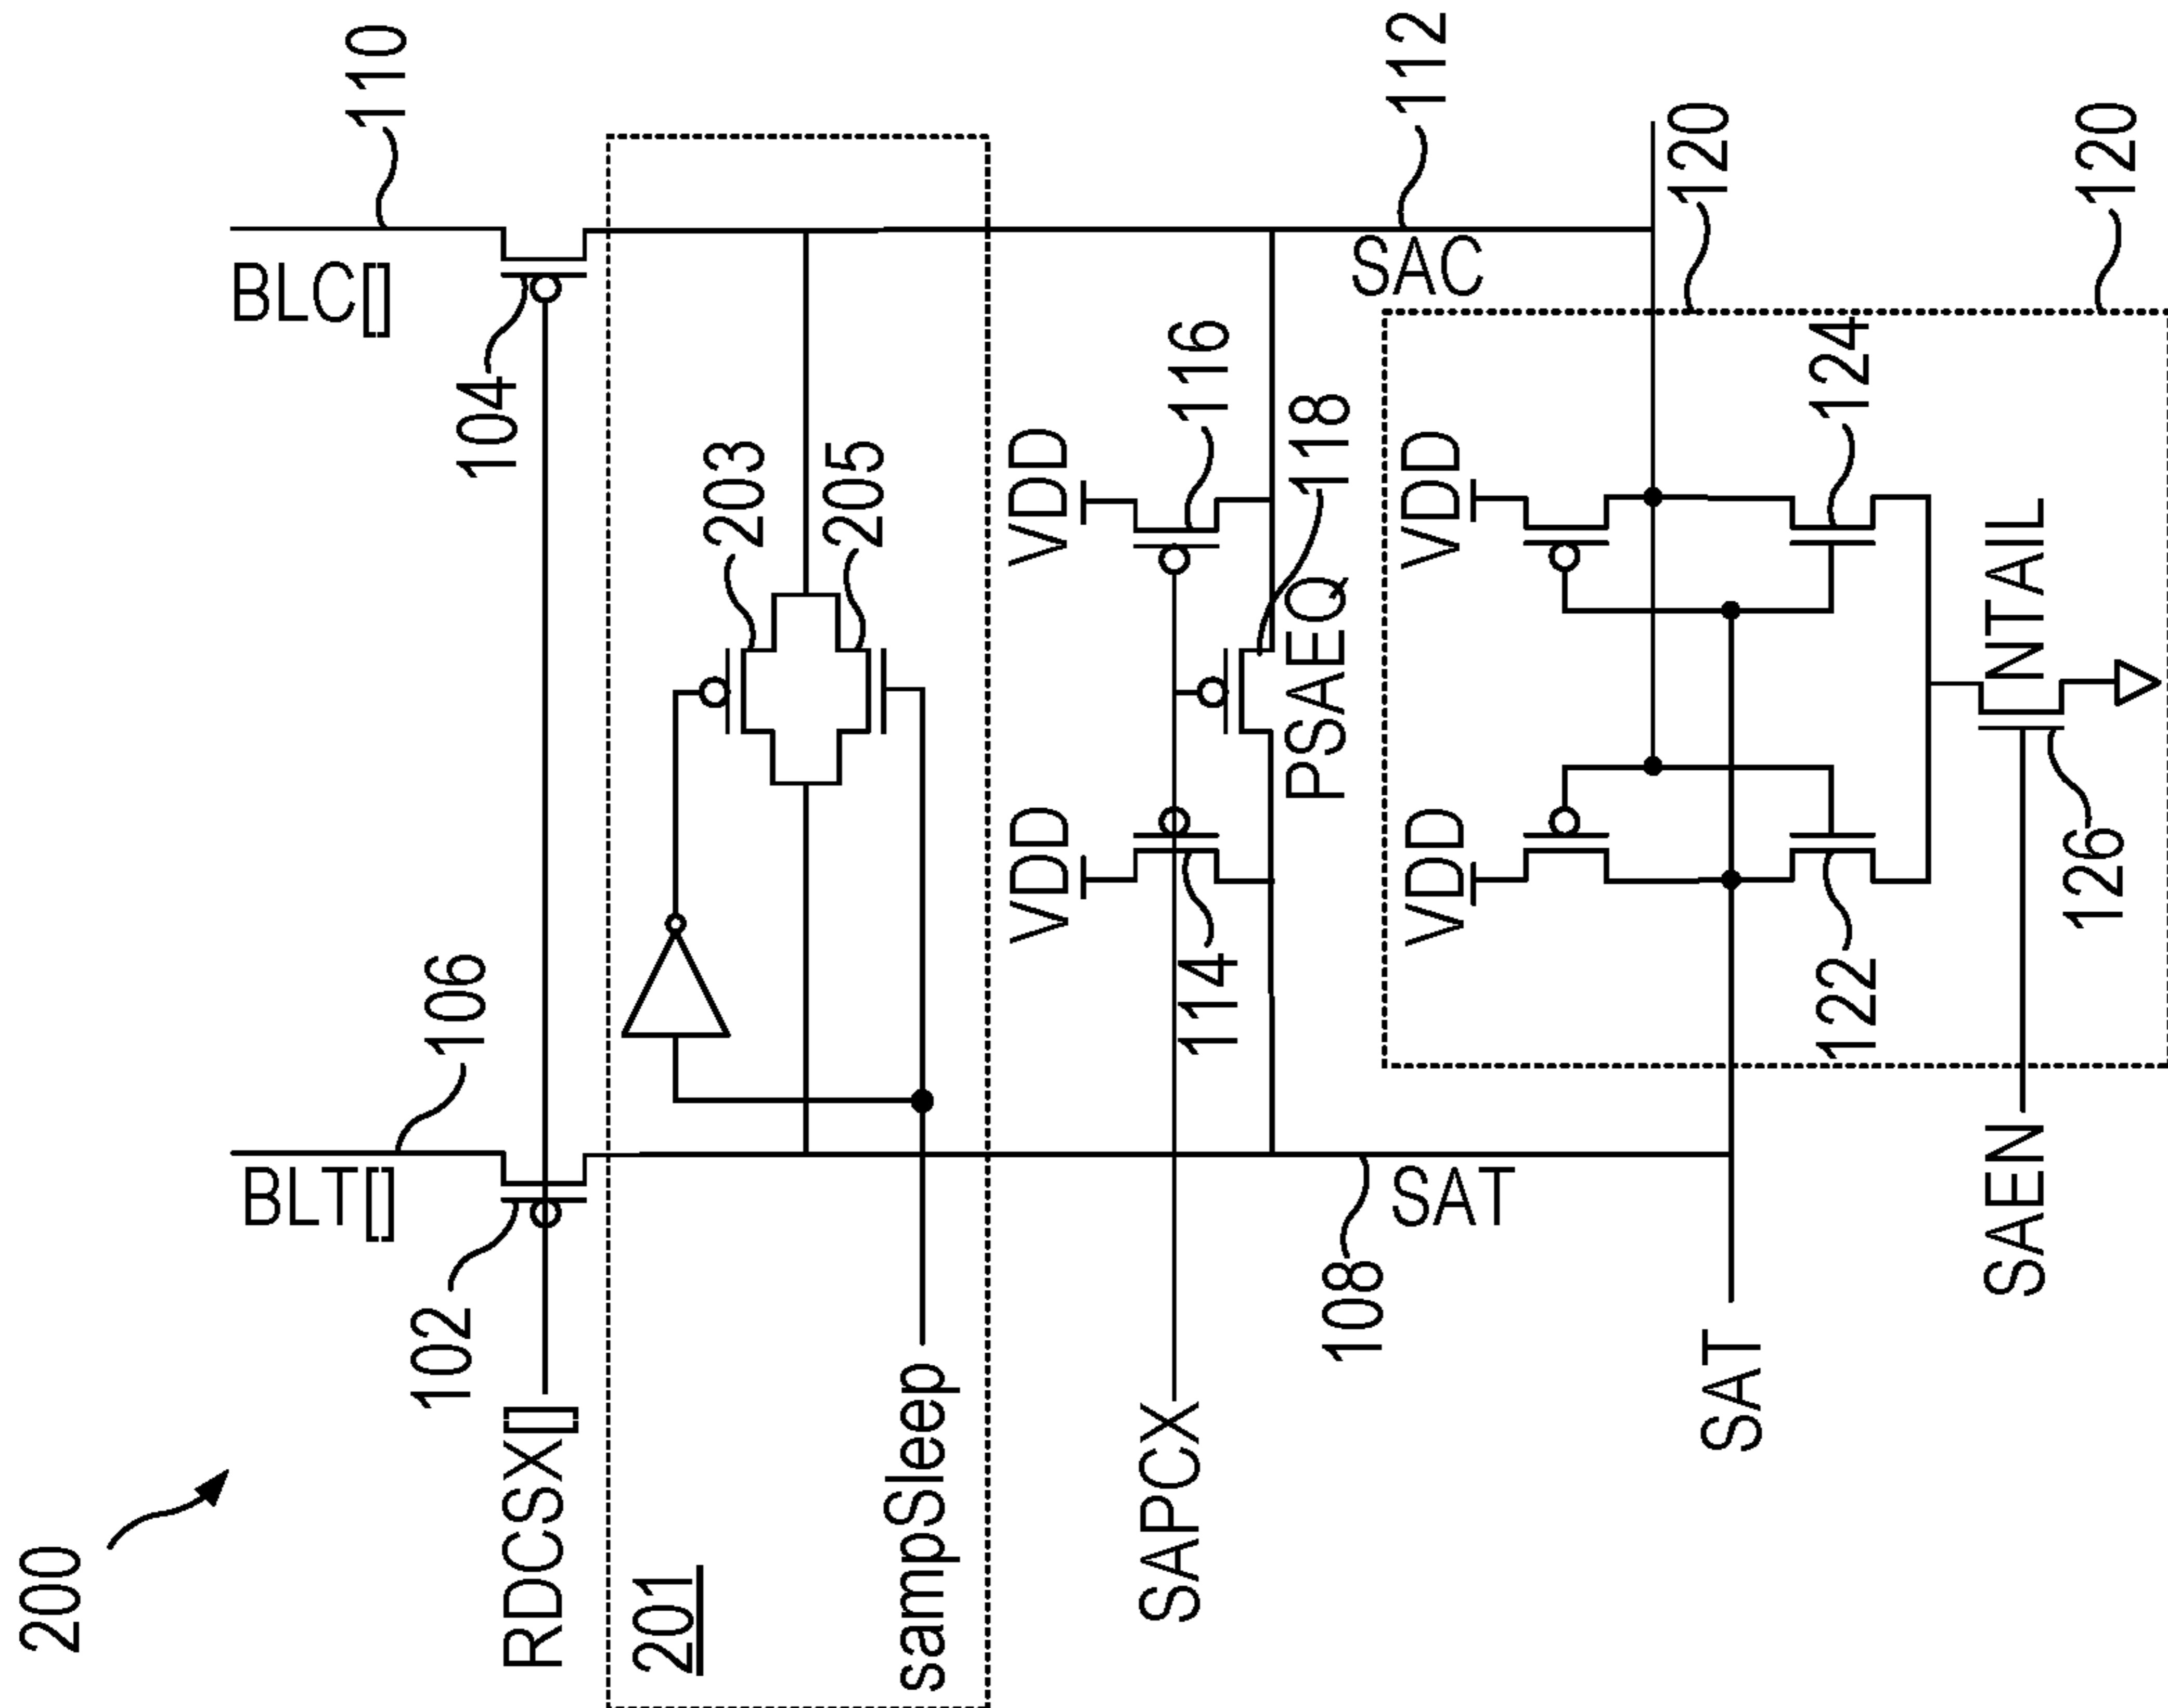 200
106
110
BLT[]
BLC[]
102
104
RDCSX[]
201
203
205
sampSleep
VDD
VDD
114
116
SAPCX
118
PSAEQ
108
SAT
SAC
112
120
VDD
VDD
SAT
122
124
SAEN
126
NTAIL
120